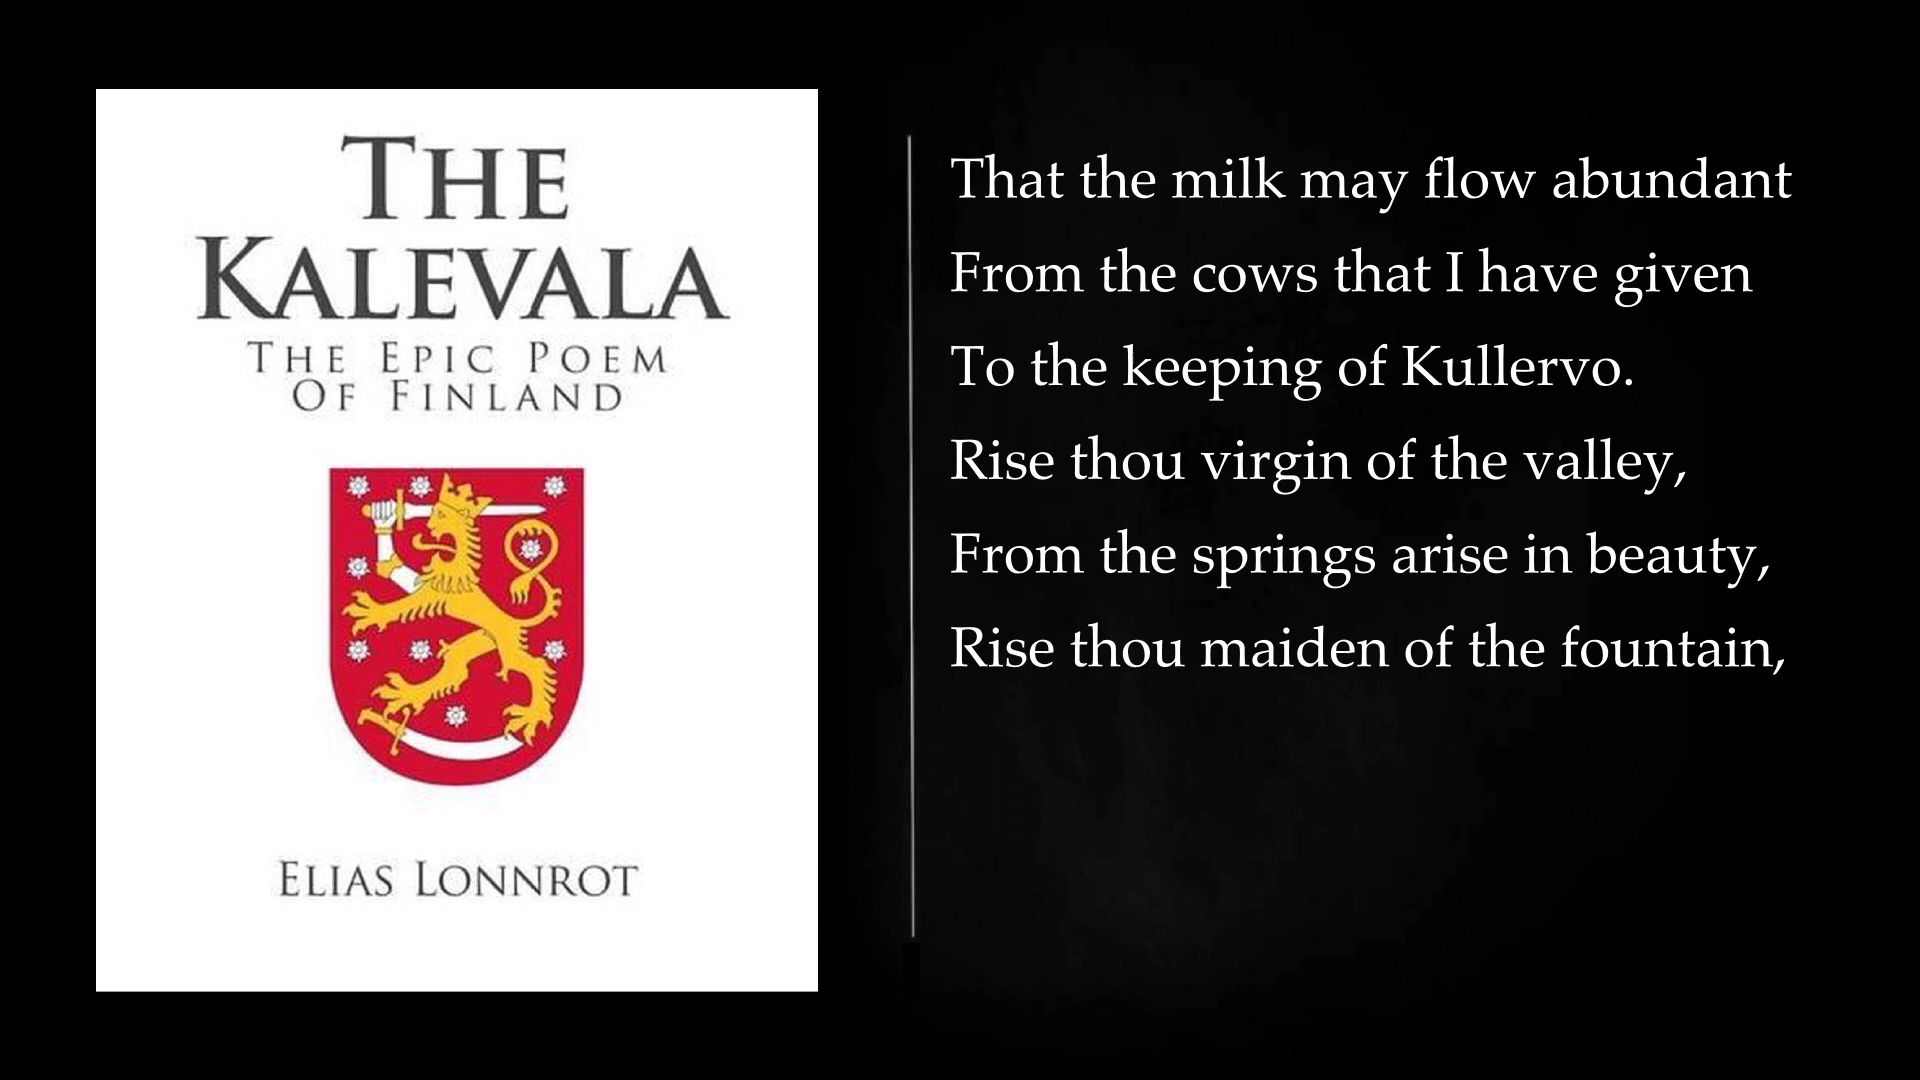 THE
KALEVALA
THE EPIC POEM
OF FINLAND
ELIAS LONNROT
That the milk may flow abundant
From the cows that I have given
To the keeping of Kullervo.
Rise thou virgin of the valley,
From the springs arise in beauty,
Rise thou maiden of the fountain,